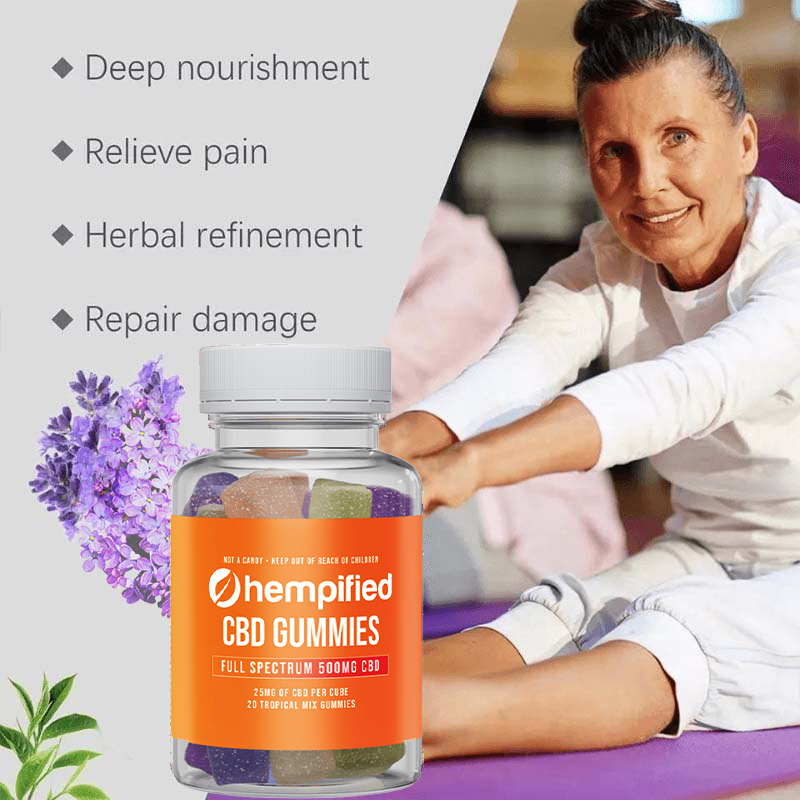 Deep nourishment
Relieve pain
Herbal refinement
Repair damage
NOT A CANDY • KEEP OUT OF REACH OF CHILDREN
hempified
CBD GUMMIES
FULL SPECTRUM 500MG CBD
25MG OF CBD PER CUBE
20 TROPICAL MIX GUMMIES